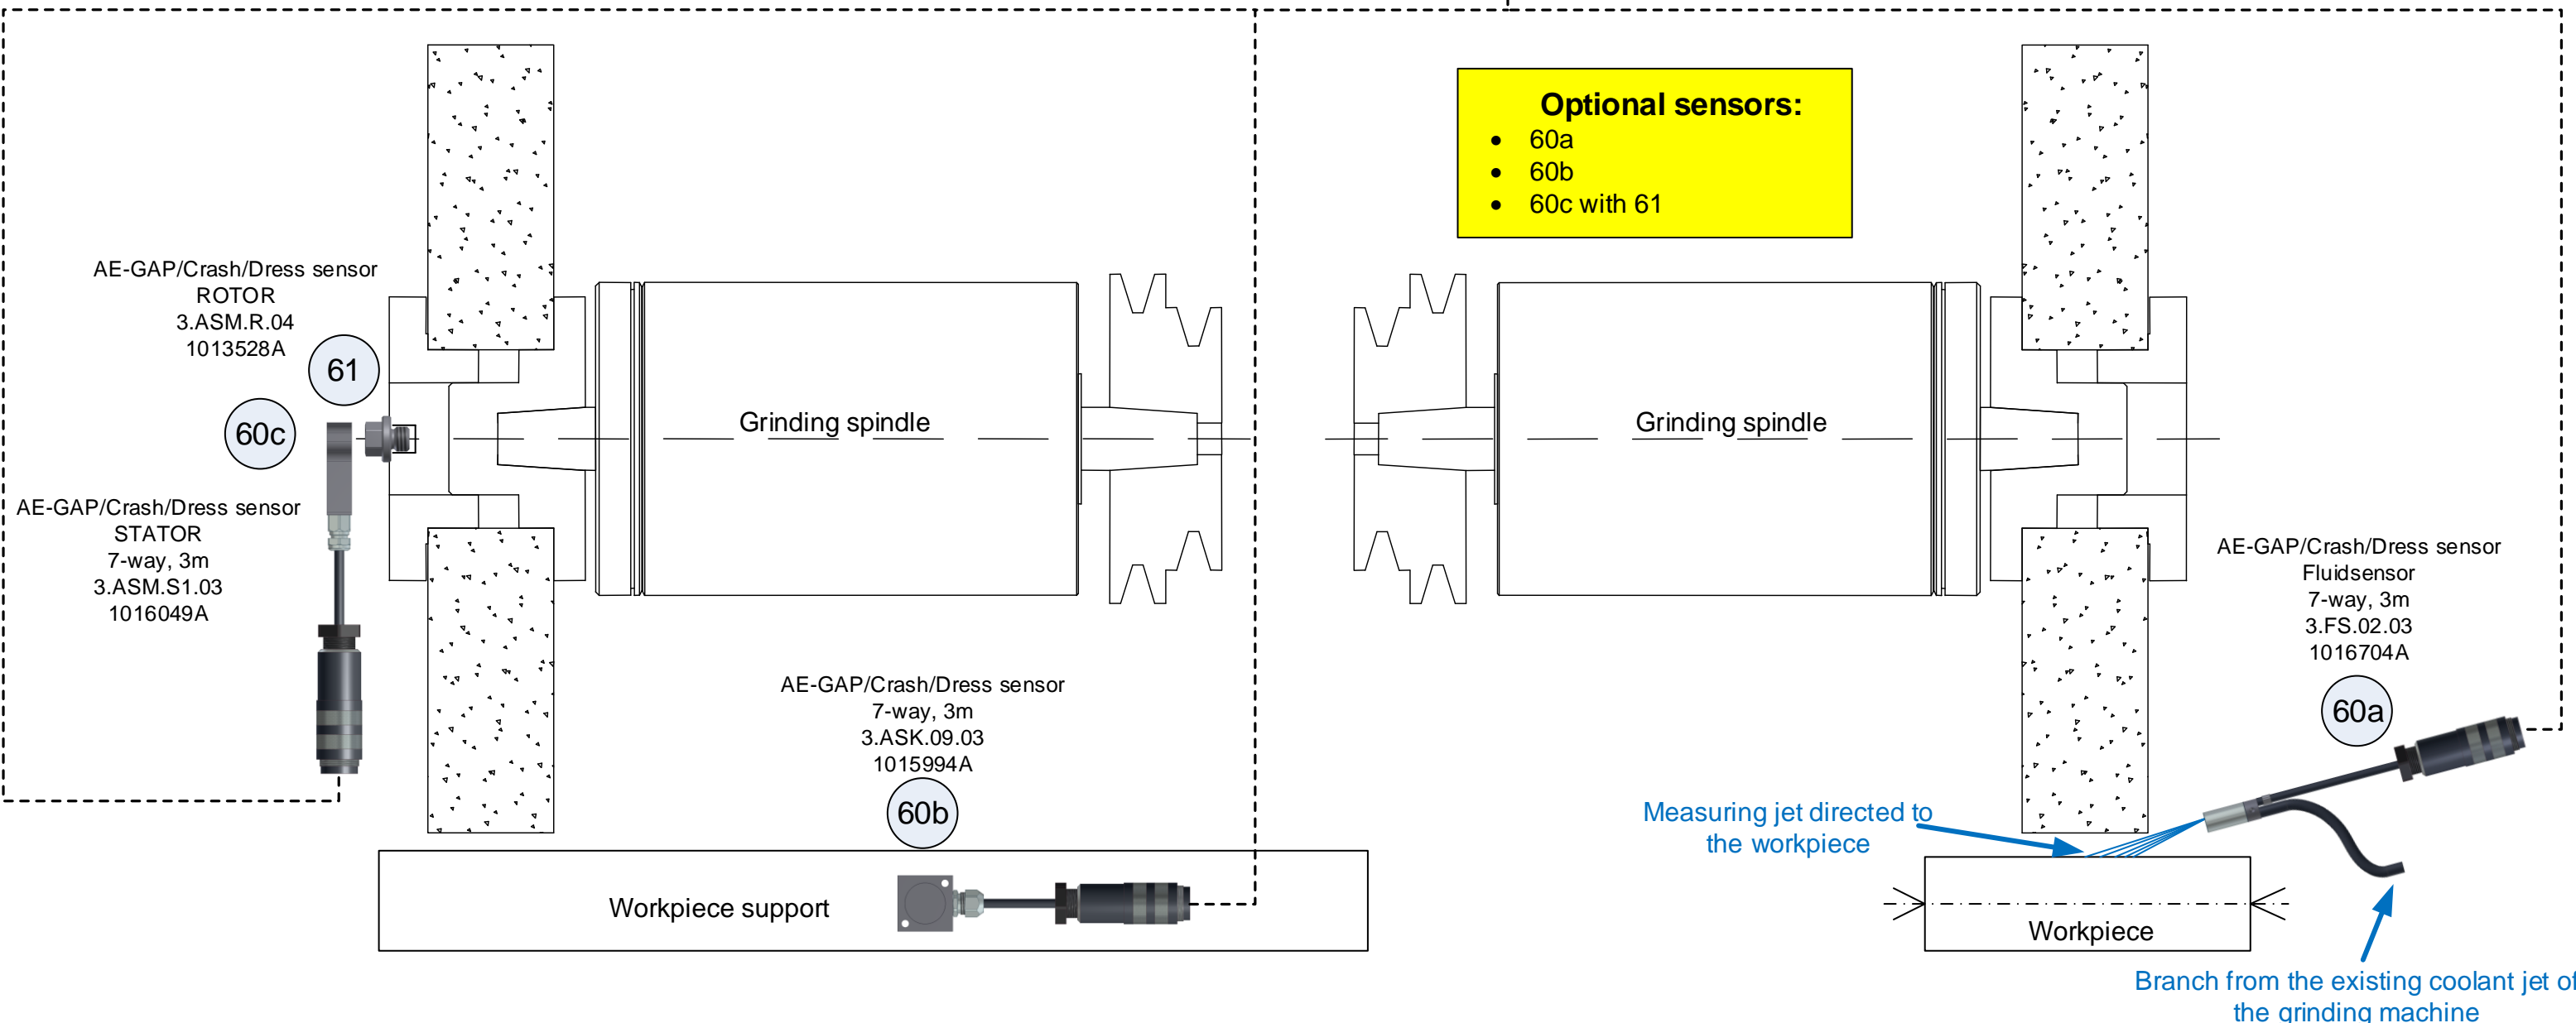 Optional sensors:
• 60a
• 60b
• 60c with 61
AE-GAP/Crash/Dress sensor
ROTOR
3.ASM.R.04
1013528A
61
60c
AE-GAP/Crash/Dress sensor
STATOR
7-way, 3m
3.ASM.S1.03
1016049A
Grinding spindle
Grinding spindle
AE-GAP/Crash/Dress sensor
7-way, 3m
3.ASK.09.03
1015994A
60b
Workpiece support
AE-GAP/Crash/Dress sensor
Fluidsensor
7-way, 3m
3.FS.02.03
1016704A
60a
Measuring jet directed to
the workpiece
Workpiece
Branch from the existing coolant jet of
the grinding machine